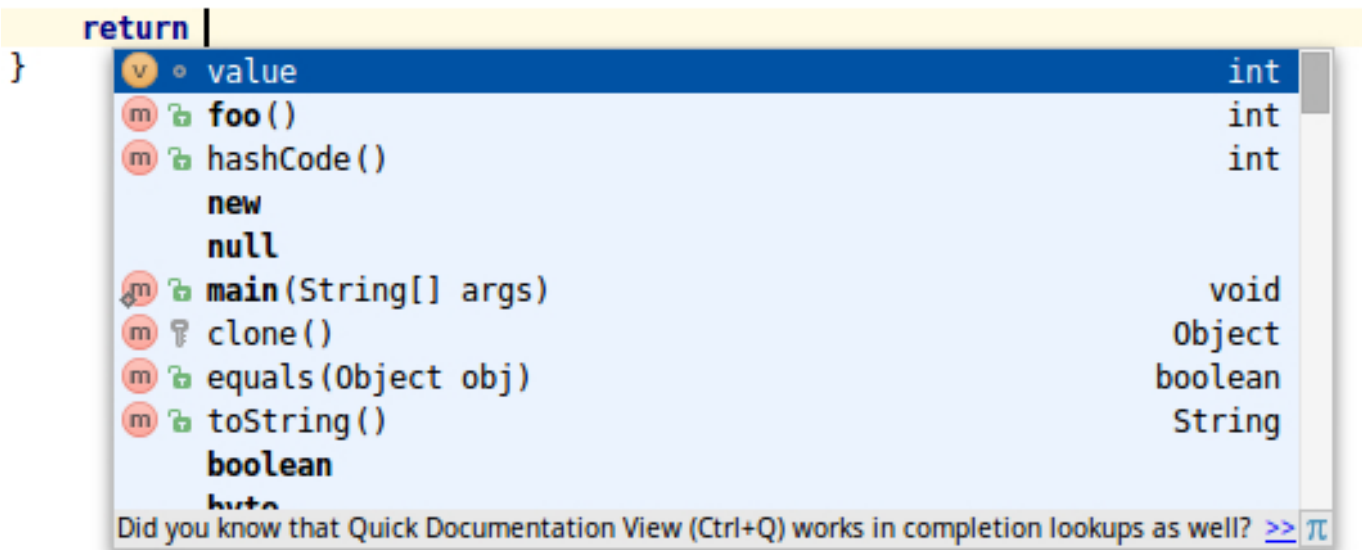 return
}
v value int
m foo() int
m hashCode() int
new
null
m main(String[] args) void
m clone() Object
m equals(Object obj) boolean
m toString() String
boolean
byte
Did you know that Quick Documentation View (Ctrl+Q) works in completion lookups as well? >> π